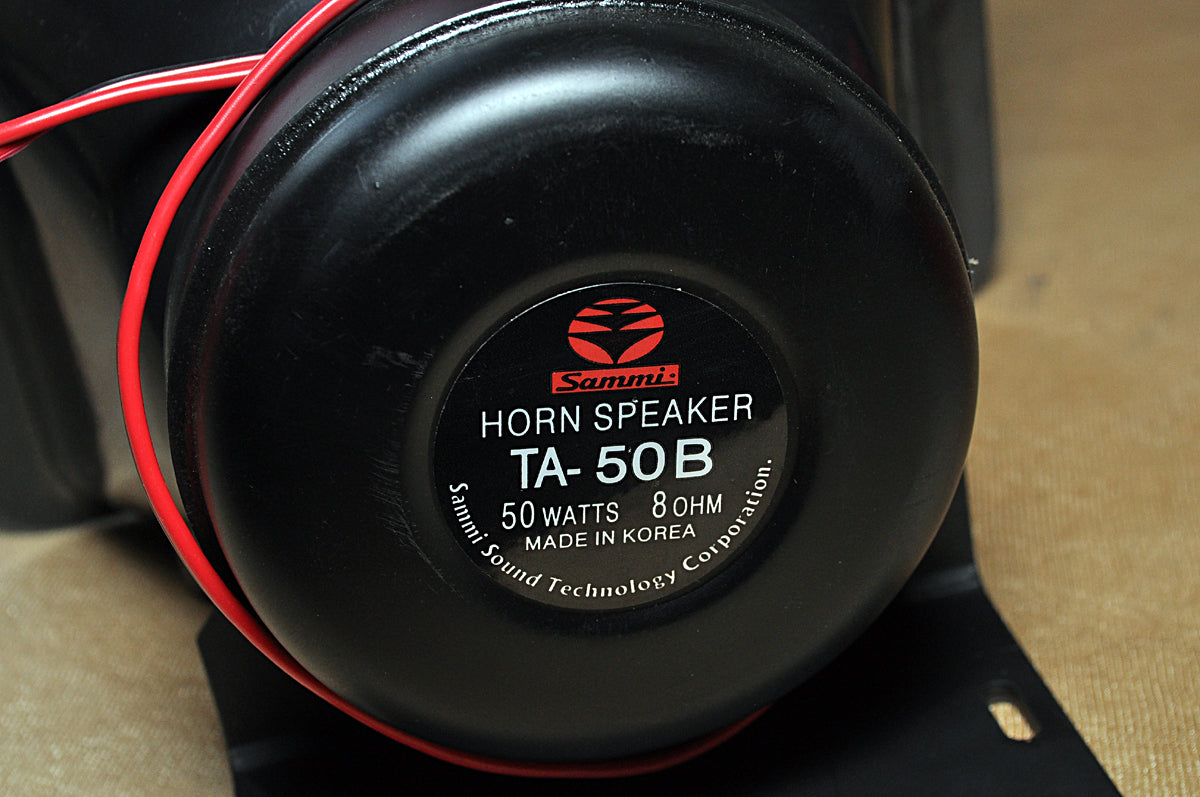 Sammi
HORN SPEAKER
TA-50B
50 WATTS 8 OHM
MADE IN KOREA
Sammi Sound Technology Corporation.